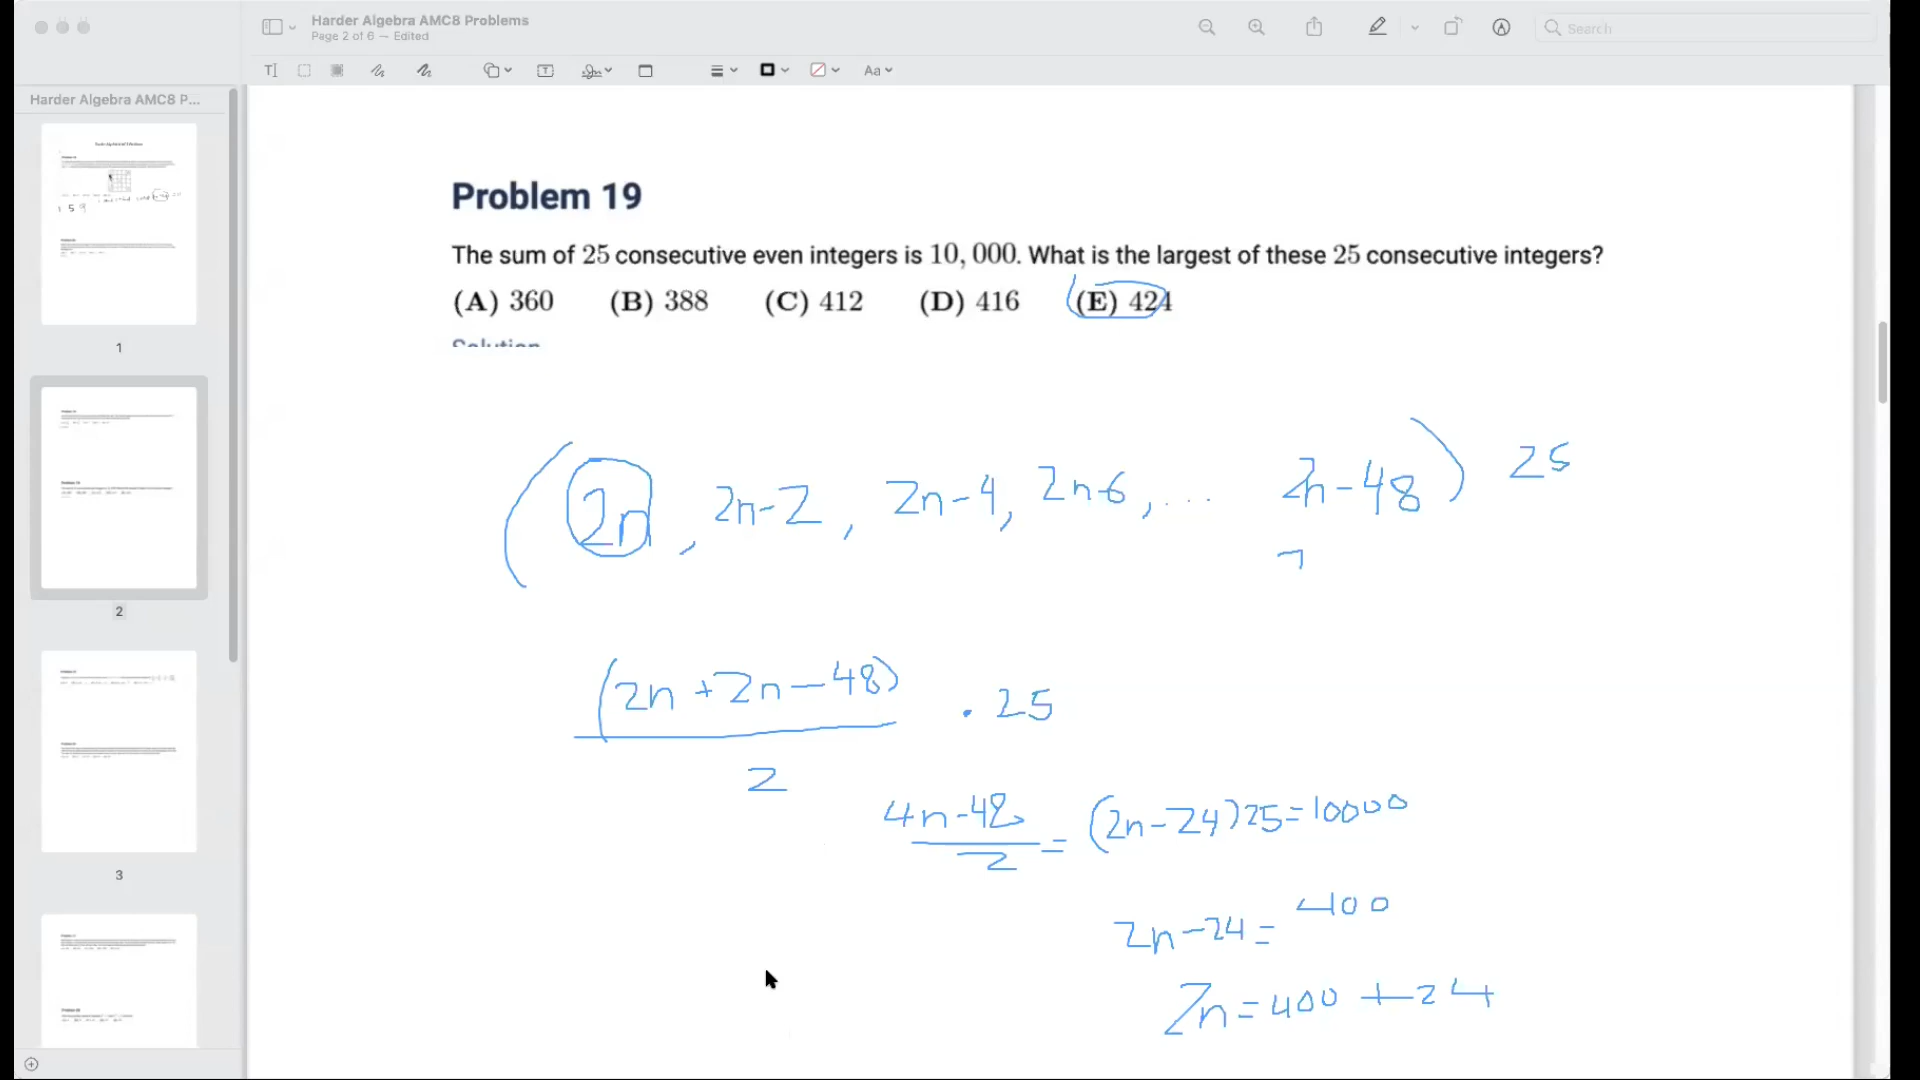 Harder Algebra AMC8 Problems
Page 2 of 6 — Edited
Search
Aa
Harder Algebra AMC8 P...
1
2
3
Problem 19
The sum of 25 consecutive even integers is 10,000. What is the largest of these 25 consecutive integers?
(A) 360 (B) 388 (C) 412 (D) 416 (E) 424
Solution
(2n, 2n-2, 2n-4, 2n-6, ... 2n-48) 25
(2n+2n-48)/2 · 25
4n-48/2 = (2n-24)25=10000
2n-24=400
2n=400+24